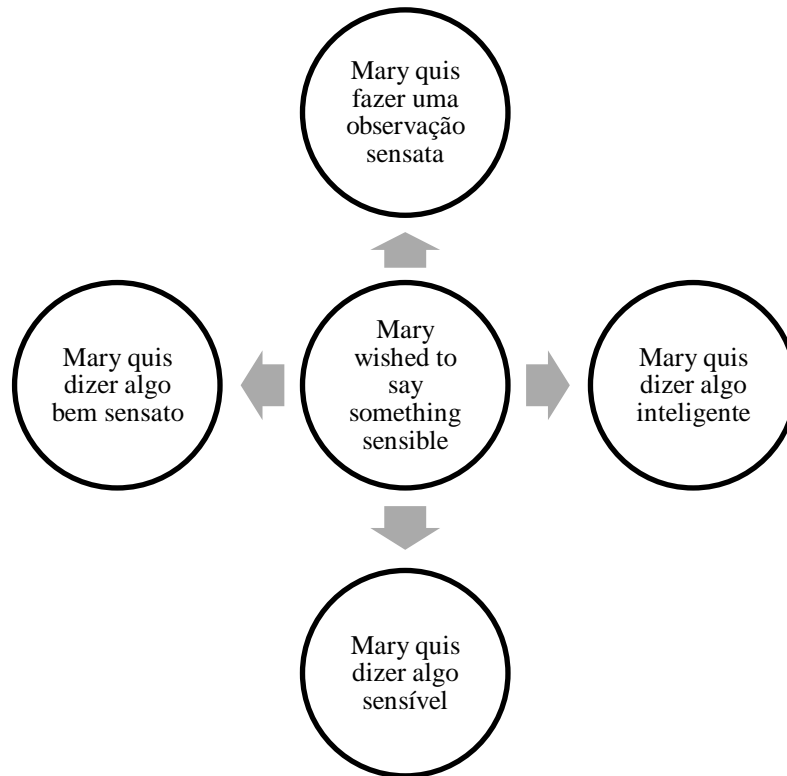 Mary quis
fazer uma
observação
sensata
Mary quis
dizer algo
bem sensato
Mary
wished to
say
something
sensible
Mary quis
dizer algo
inteligente
Mary quis
dizer algo
sensível